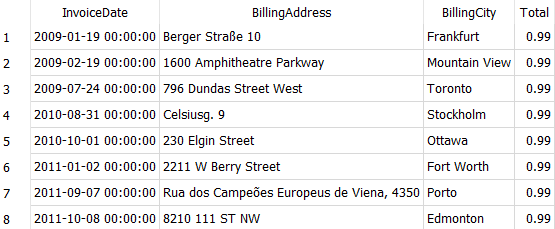 InvoiceDate BillingAddress BillingCity Total
1 2009-01-19 00:00:00 Berger Straße 10 Frankfurt 0.99
2 2009-02-19 00:00:00 1600 Amphitheatre Parkway Mountain View 0.99
3 2009-07-24 00:00:00 796 Dundas Street West Toronto 0.99
4 2010-08-31 00:00:00 Celsiusg. 9 Stockholm 0.99
5 2010-10-01 00:00:00 230 Elgin Street Ottawa 0.99
6 2011-01-02 00:00:00 2211 W Berry Street Fort Worth 0.99
7 2011-09-07 00:00:00 Rua dos Campeões Europeus de Viena, 4350 Porto 0.99
8 2011-10-08 00:00:00 8210 111 ST NW Edmonton 0.99